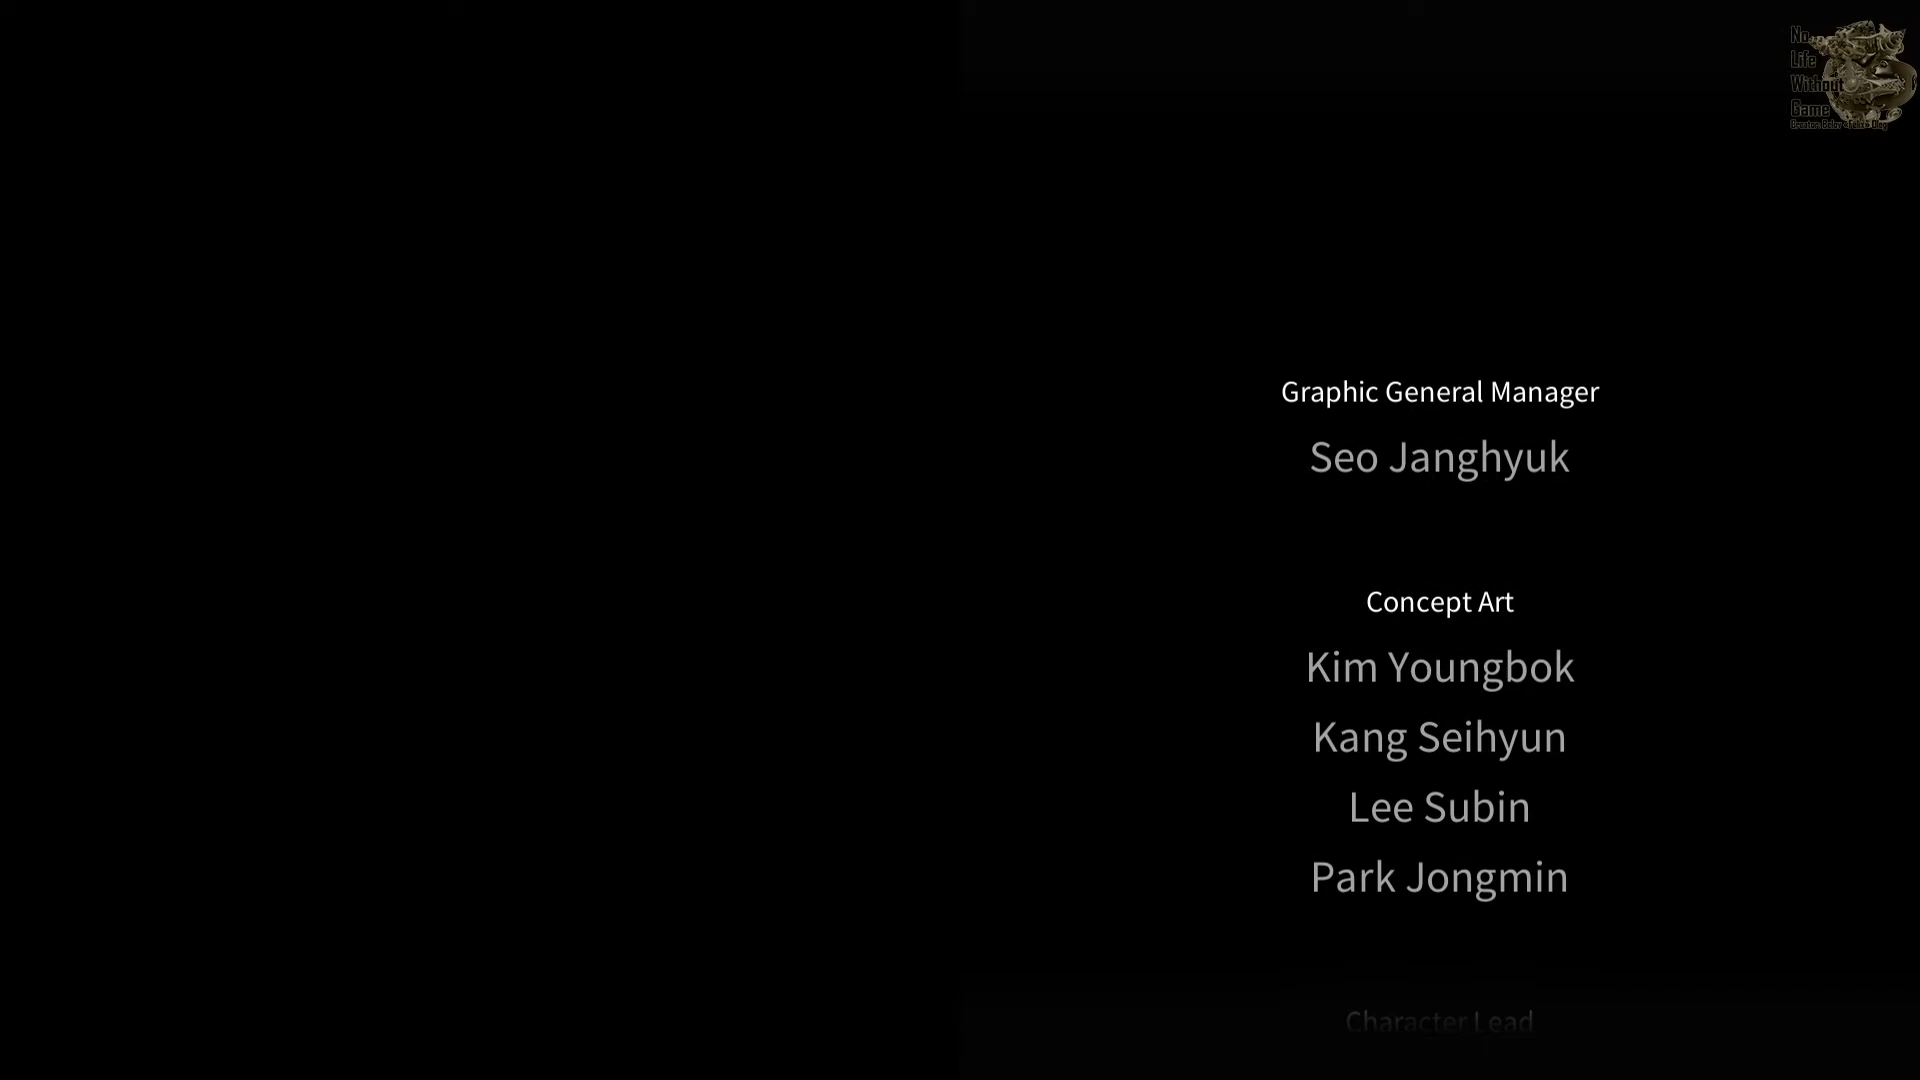 No
Life
Without
Game
Graphic General Manager
Seo Janghyuk
Concept Art
Kim Youngbok
Kang Seihyun
Lee Subin
Park Jongmin
Character Lead